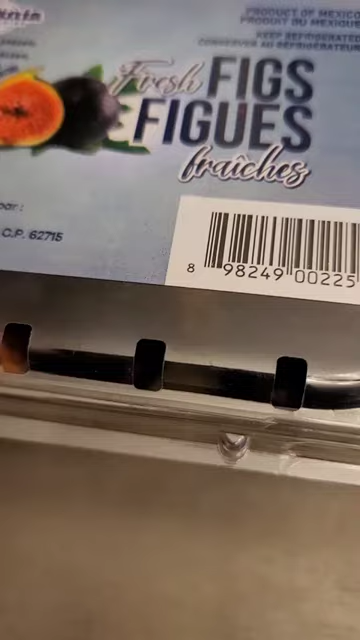 PRODUCT OF MEXICO
PRODUIT DU MEXIQUE
KEEP REFRIGERATED
CONSERVER AU RÉFRIGÉRATEUR
Fresh FIGS
FIGUES
fraîches
par :
C.P. 62715
8 98249 00225